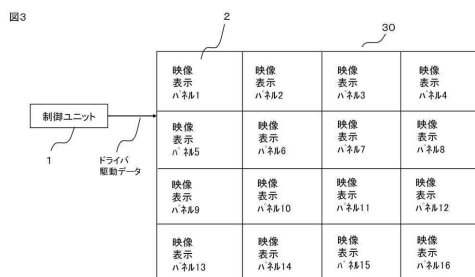 図3
2
30
映像
表示
パネル1
映像
表示
パネル2
映像
表示
パネル3
映像
表示
パネル4
制御ユニット
1
ドライバ
駆動データ
映像
表示
パネル5
映像
表示
パネル6
映像
表示
パネル7
映像
表示
パネル8
映像
表示
パネル9
映像
表示
パネル10
映像
表示
パネル11
映像
表示
パネル12
映像
表示
パネル13
映像
表示
パネル14
映像
表示
パネル15
映像
表示
パネル16